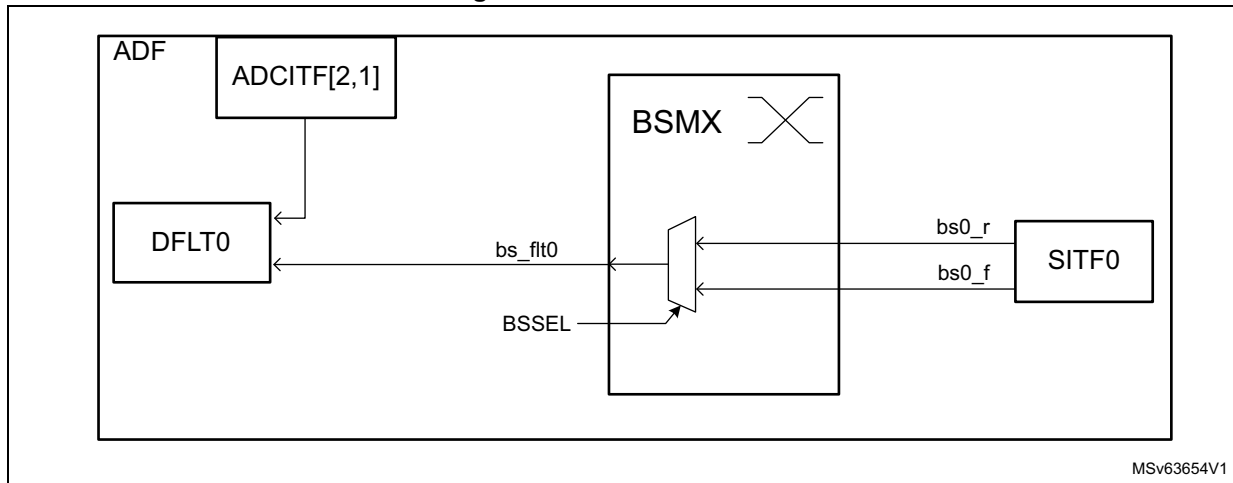 ADF
ADCITF[2,1]
BSMX
DFLT0
bs_flt0
bs0_r
bs0_f
SITF0
BSSEL
MSv63654V1